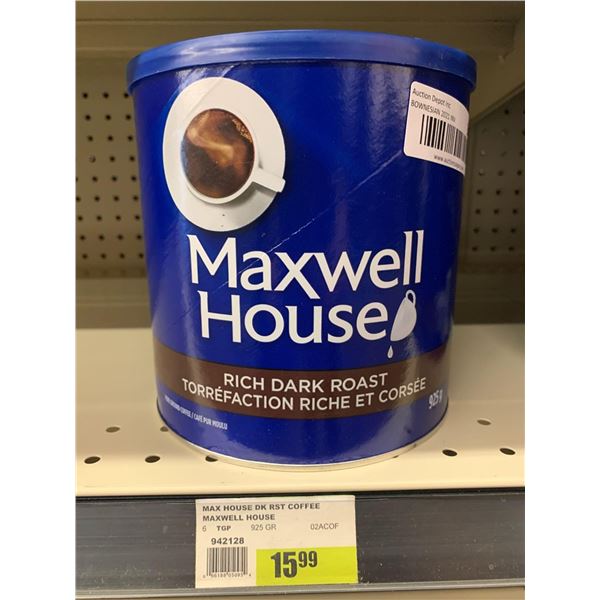 Auction Depot Inc
Maxwell
House
RICH DARK ROAST
TORRÉFACTION RICHE ET CORSÉE
925 g
MAX HOUSE DK RST COFFEE
MAXWELL HOUSE
6 TGP 925 GR 02ACOF
942128
15.99